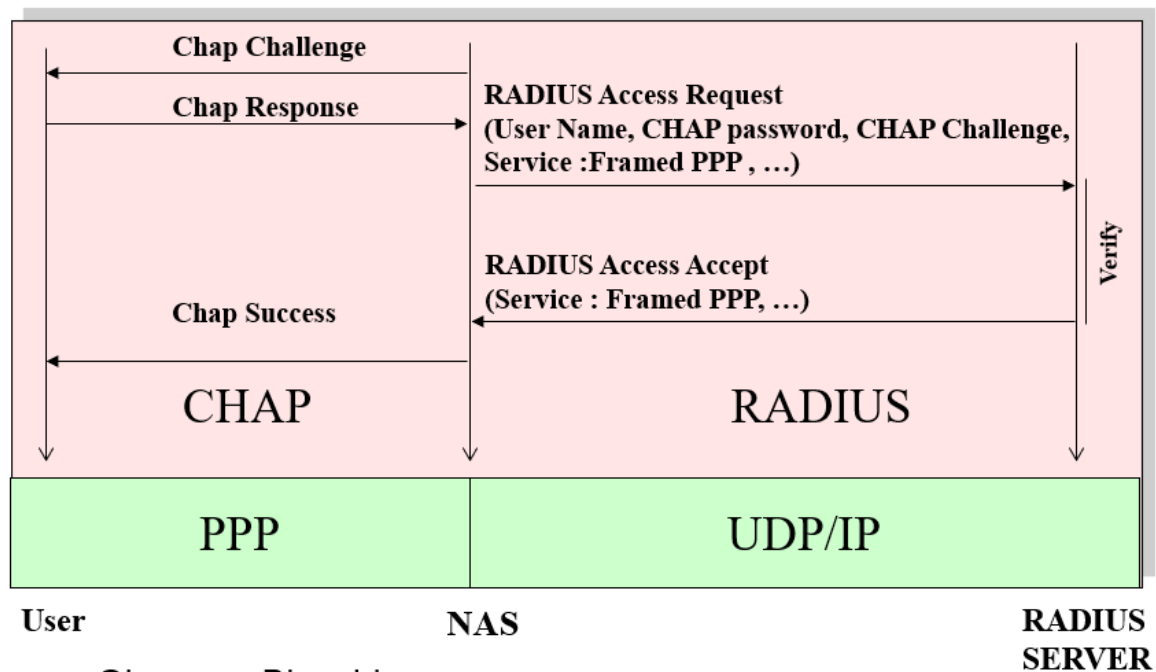 Chap Challenge
Chap Response
RADIUS Access Request
(User Name, CHAP password, CHAP Challenge,
Service :Framed PPP , …)
Verify
RADIUS Access Accept
(Service : Framed PPP, …)
Chap Success
CHAP
RADIUS
PPP
UDP/IP
User
NAS
RADIUS
SERVER